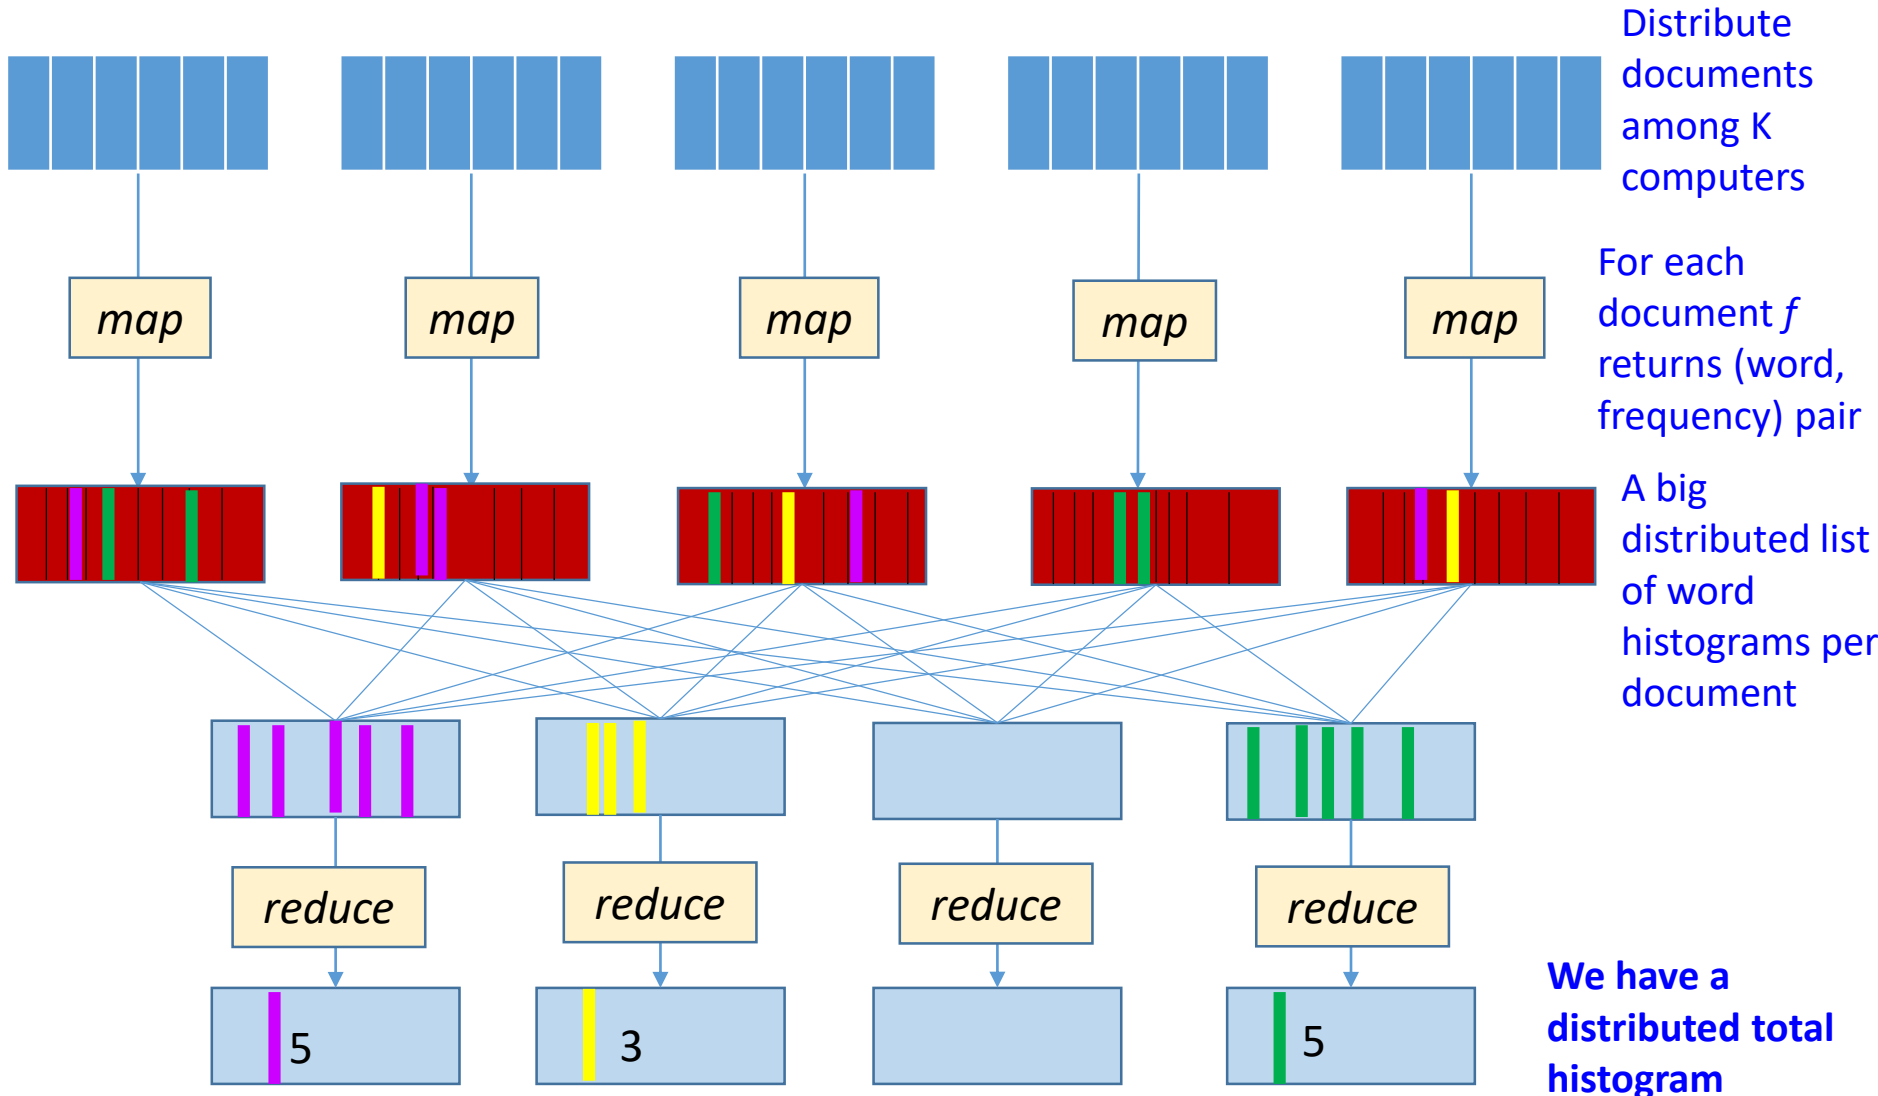 Distribute
documents
among K
computers
map
map
map
map
map
For each
document f
returns (word,
frequency) pair
A big
distributed list
of word
histograms per
document
reduce
reduce
reduce
reduce
5
3
5
We have a
distributed total
histogram